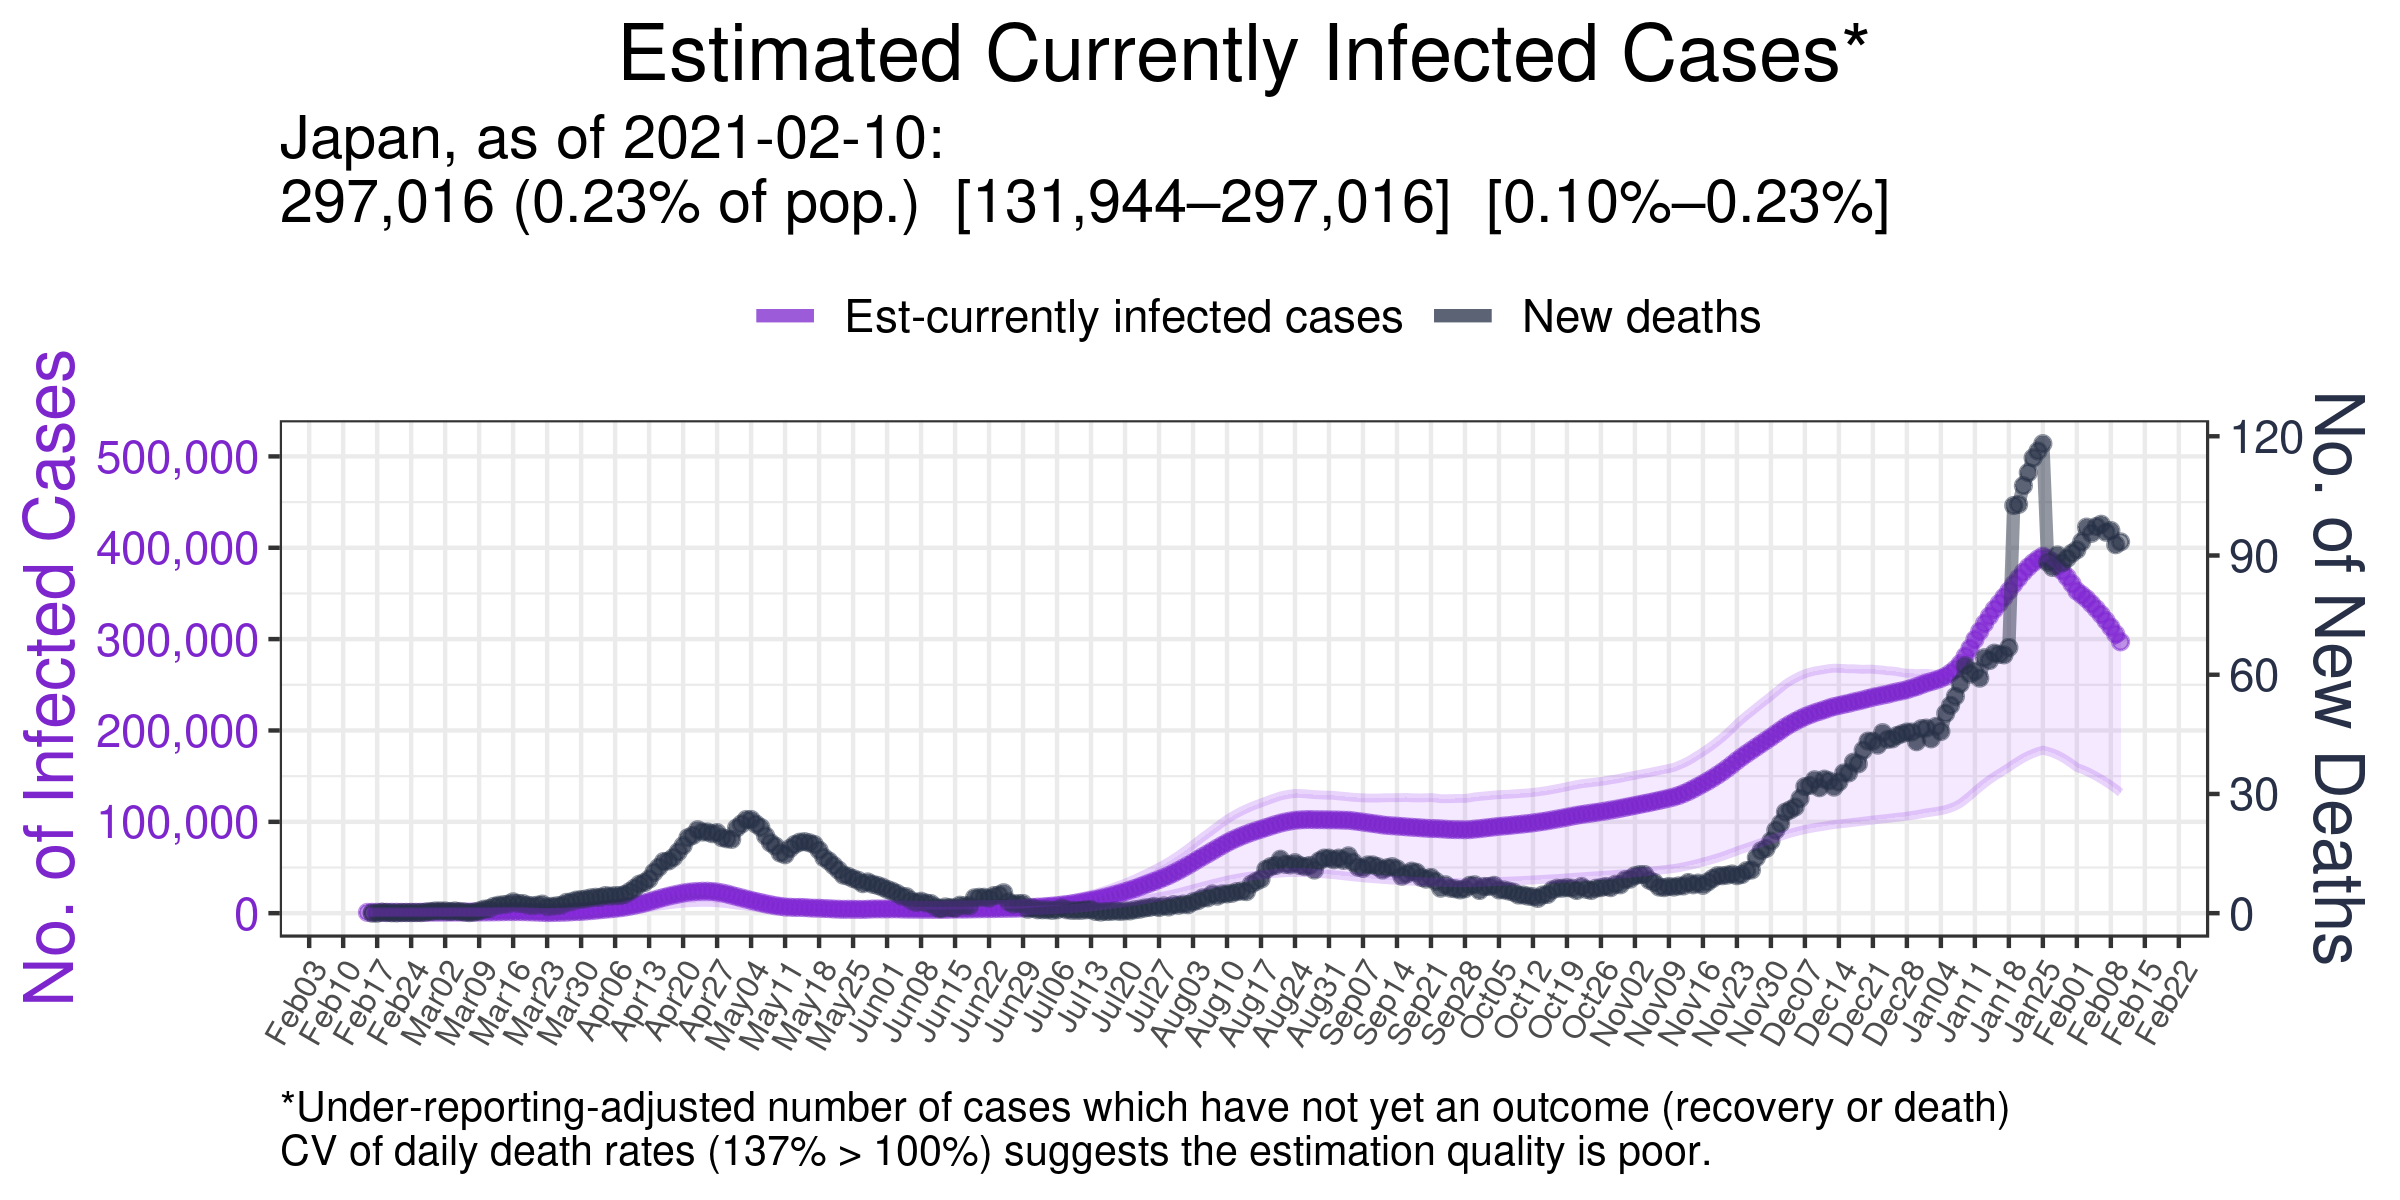 Estimated Currently Infected Cases*
Japan, as of 2021-02-10:
297,016 (0.23% of pop.)  [131,944–297,016]  [0.10%–0.23%]
Est-currently infected cases
New deaths
No. of Infected Cases
500,000
400,000
300,000
200,000
100,000
0
120
90
60
30
0
No. of New Deaths
Feb03
Feb10
Feb17
Feb24
Mar02
Mar09
Mar16
Mar23
Mar30
Apr06
Apr13
Apr20
Apr27
May04
May11
May18
May25
Jun01
Jun08
Jun15
Jun22
Jun29
Jul06
Jul13
Jul20
Jul27
Aug03
Aug10
Aug17
Aug24
Aug31
Sep07
Sep14
Sep21
Sep28
Oct05
Oct12
Oct19
Oct26
Nov02
Nov09
Nov16
Nov23
Nov30
Dec07
Dec14
Dec21
Dec28
Jan04
Jan11
Jan18
Jan25
Feb01
Feb08
Feb15
Feb22
*Under-reporting-adjusted number of cases which have not yet an outcome (recovery or death)
CV of daily death rates (137% > 100%) suggests the estimation quality is poor.